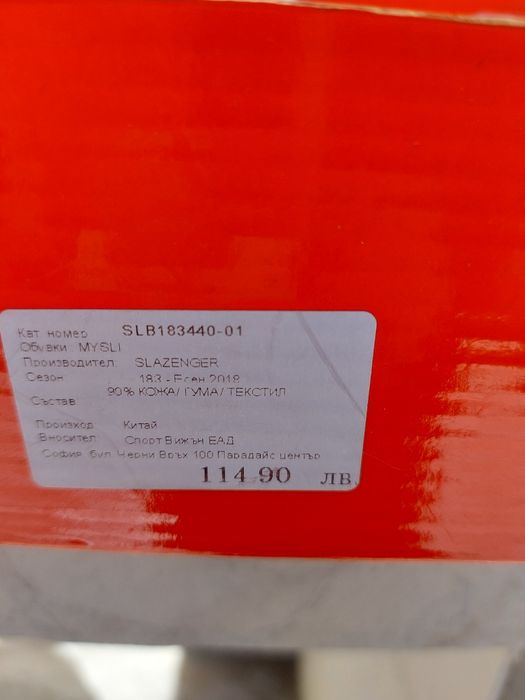 Кат. номер SLB183440-01
Обувки: MYSLI
Производител: SLAZENGER
Сезон 183 - Есен 2018
Състав 90% КОЖА/ ГУМА/ ТЕКСТИЛ
Произход Китай
Вносител Спорт Вижън ЕАД
София бул. Черни Връх 100 Парадайс център
114.90 ЛВ.